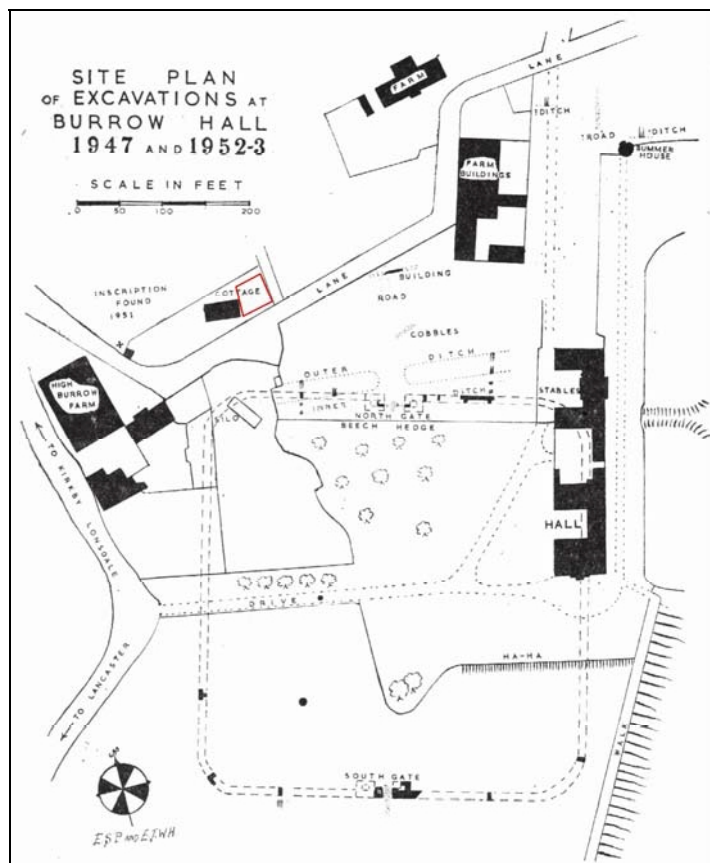 SITE PLAN
OF EXCAVATIONS AT
BURROW HALL
1947 AND 1952-3
SCALE IN FEET
0 50 100 200
LANE
FARM
DITCH
ROAD
DITCH
SUMMER
HOUSE
FARM
BUILDINGS
INSCRIPTION
FOUND
1951
X
COTTAGE
LANE
BUILDING
ROAD
COBBLES
OUTER
DITCH
HIGH
BURROW
FARM
SILO
INNER
DITCH
STABLES
NORTH GATE
BEECH HEDGE
HALL
TO KIRKBY LONSDALE
DRIVE
HA-HA
TO LANCASTER
SOUTH GATE
E.S.P AND E.J.W.H.